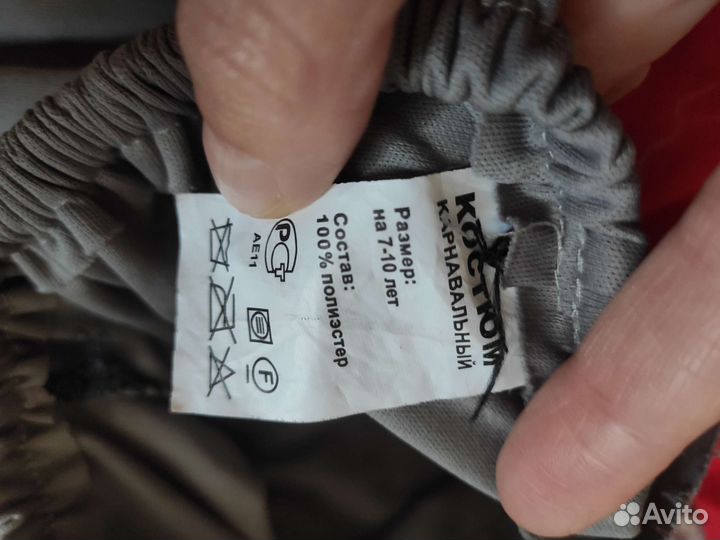 КОСТЮМ
КАРНАВАЛЬНЫЙ
Размер:
на 7-10 лет
Состав:
100% полиэстер
РСТ
АЕ11
F
Avito